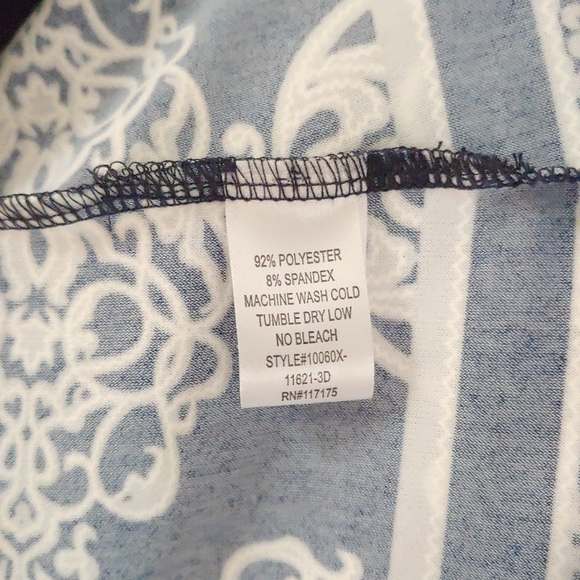 92% POLYESTER
8% SPANDEX
MACHINE WASH COLD
TUMBLE DRY LOW
NO BLEACH
STYLE#10060X-
11621-3D
RN#117175